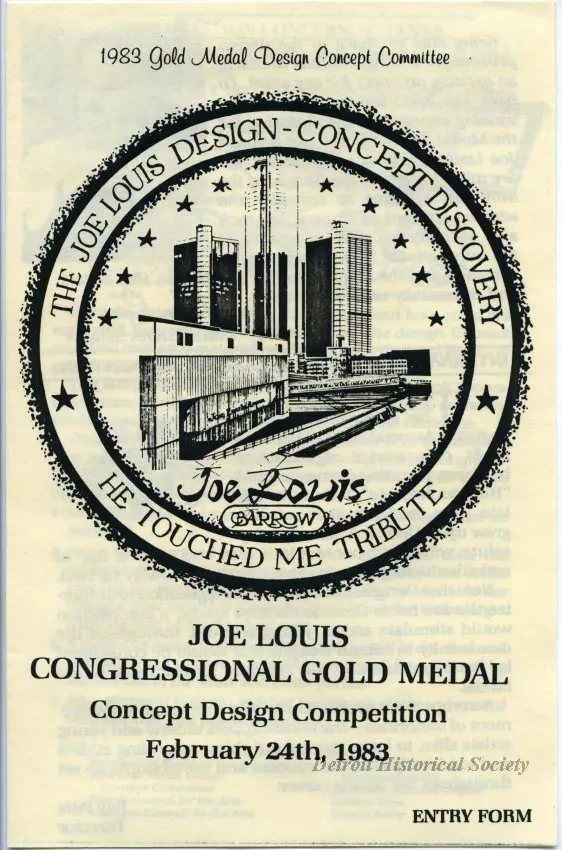 1983 Gold Medal Design Concept Committee
THE JOE LOUIS DESIGN-CONCEPT DISCOVERY
Joe Louis
BARROW
HE TOUCHED ME TRIBUTE
JOE LOUIS
CONGRESSIONAL GOLD MEDAL
Concept Design Competition
February 24th, 1983
Detroit Historical Society
ENTRY FORM